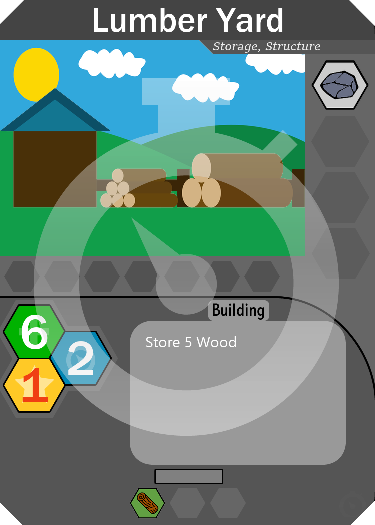 Lumber Yard
Storage, Structure
Building
6
2
1
Store 5 Wood